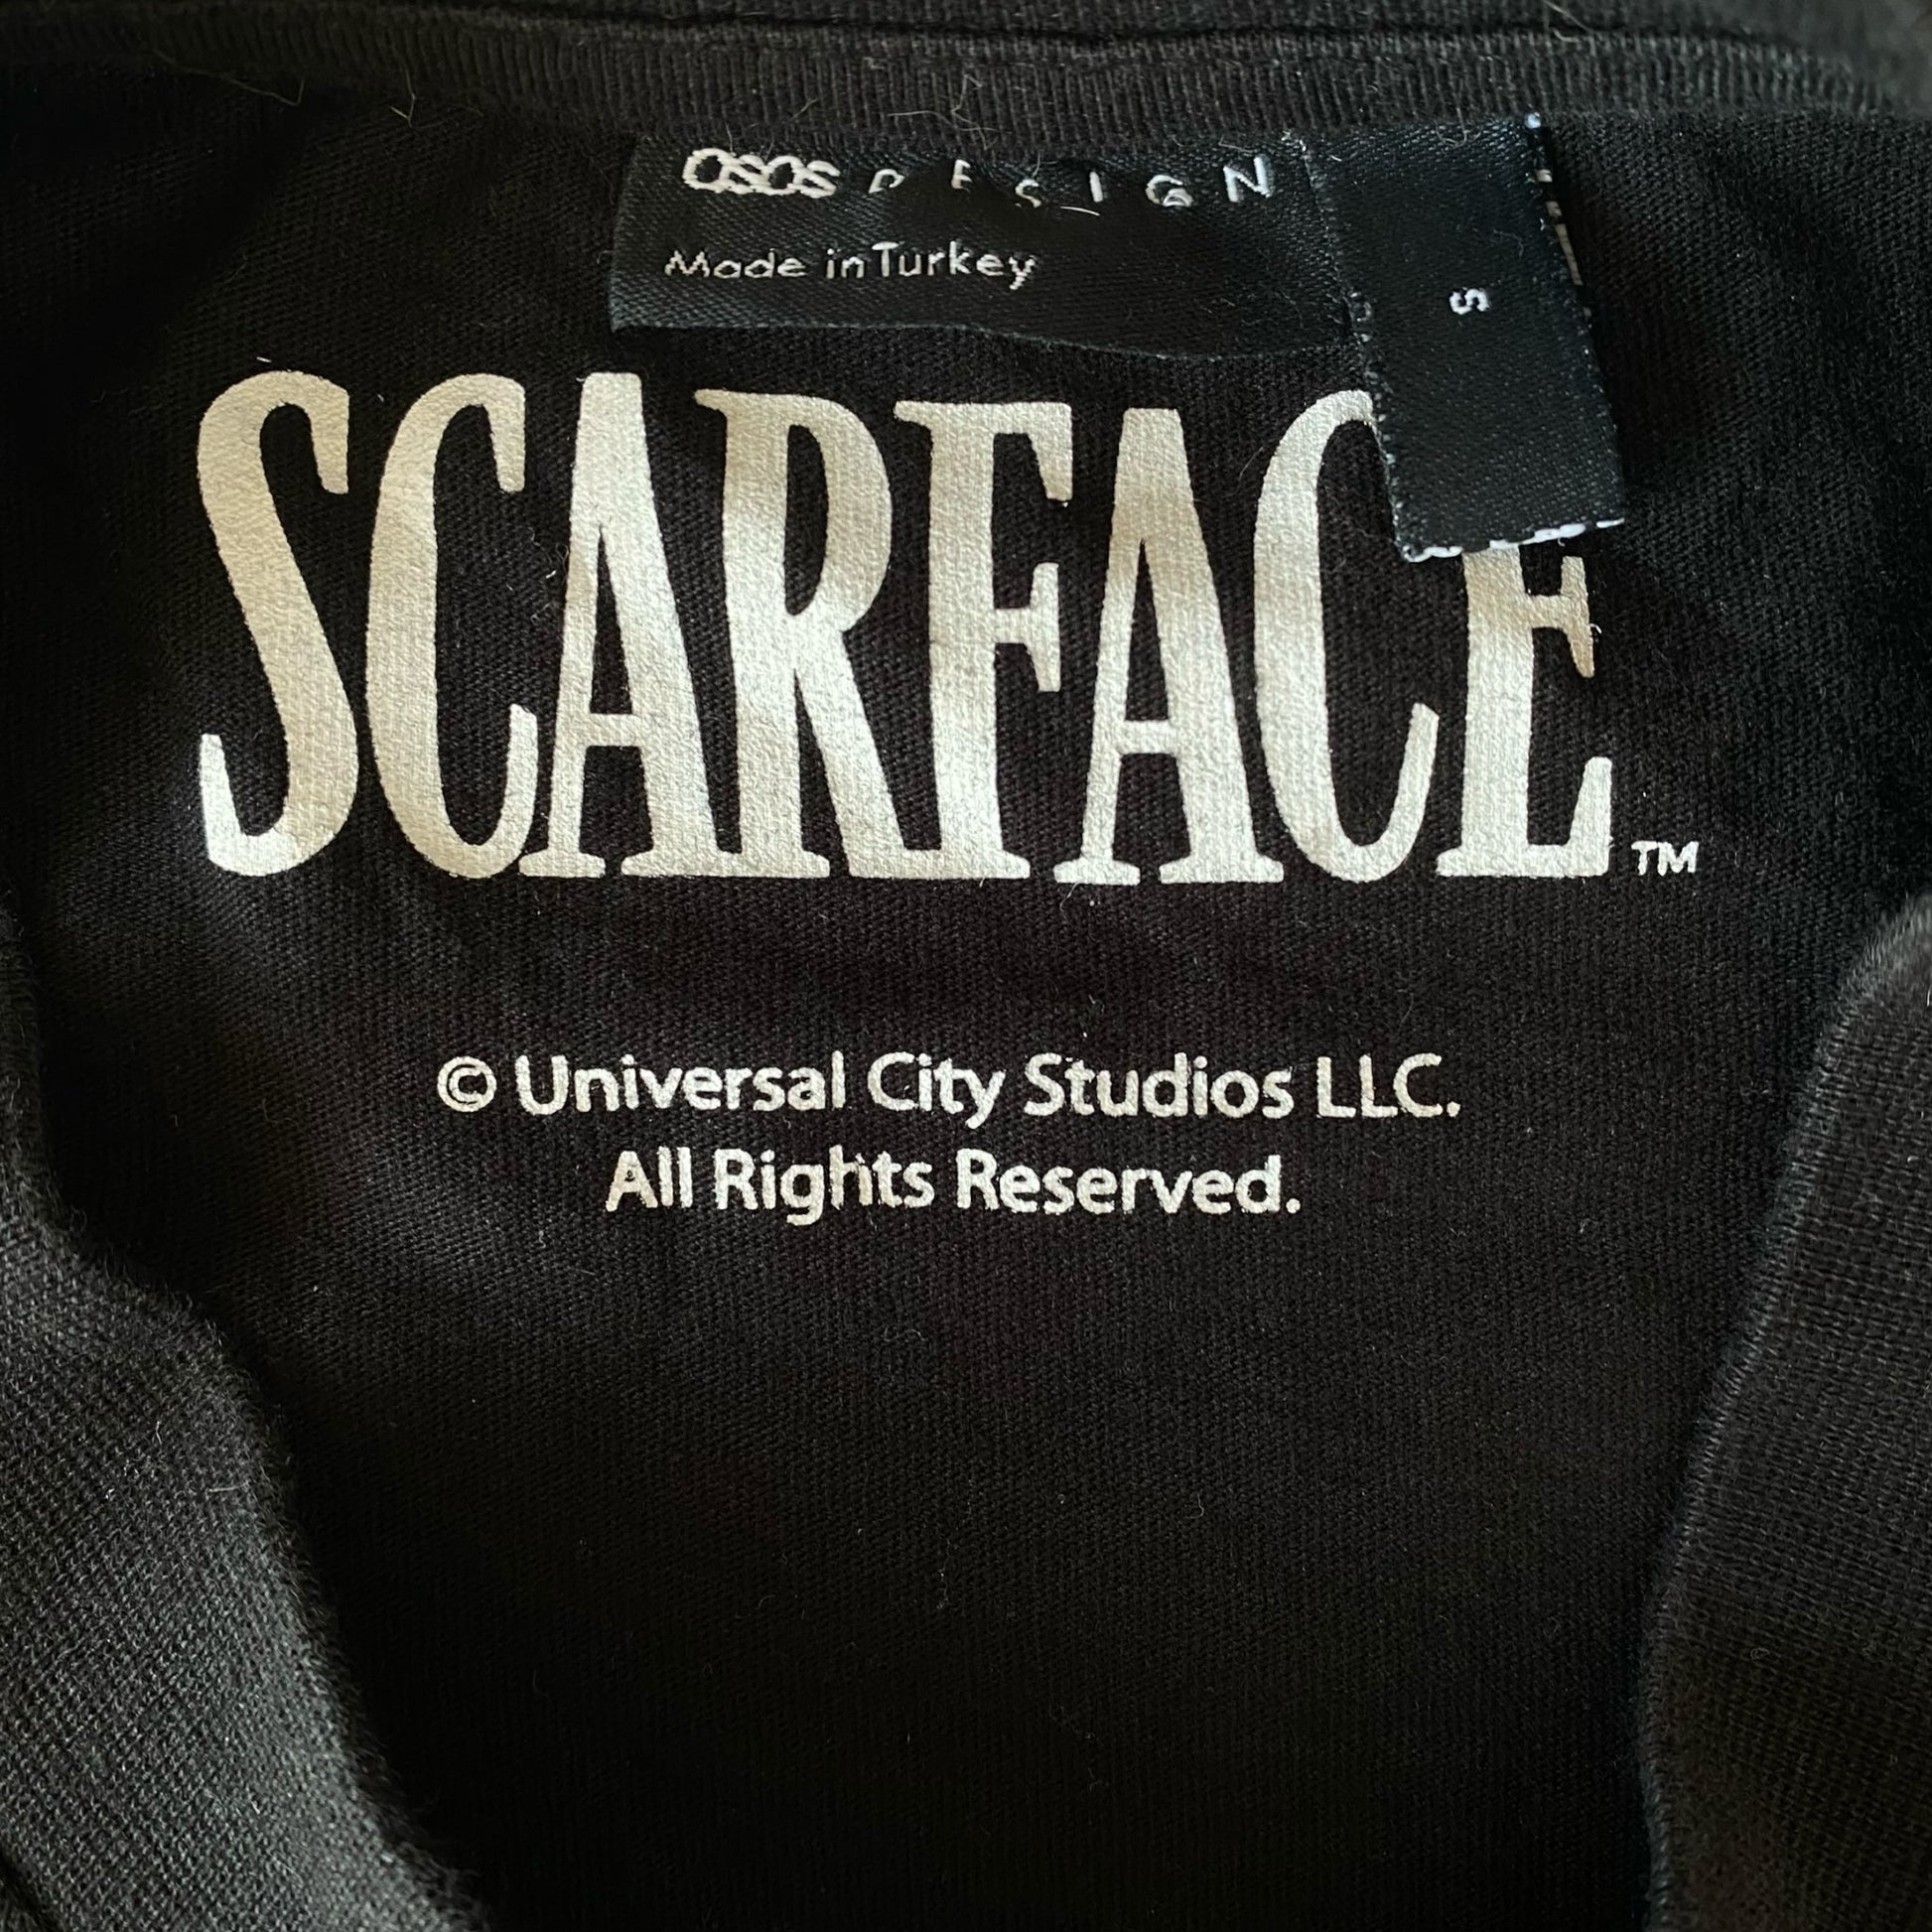 asos DESIGN
Made in Turkey
S
SCARFACE™
© Universal City Studios LLC.
All Rights Reserved.